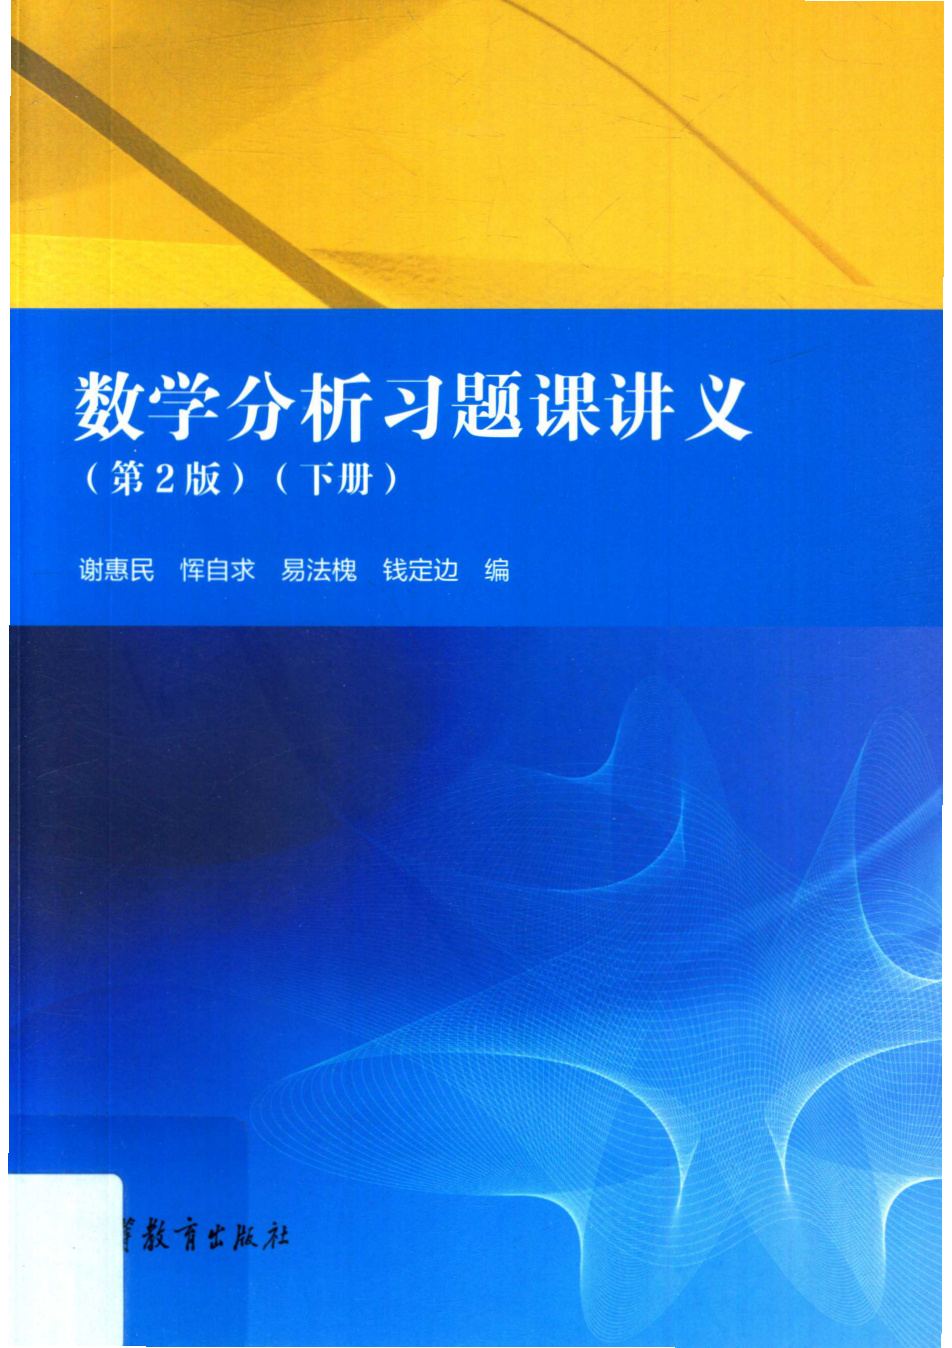 数学分析习题课讲义
(第2版)(下册)
谢惠民 恽自求 易法槐 钱定边 编
等教育出版社